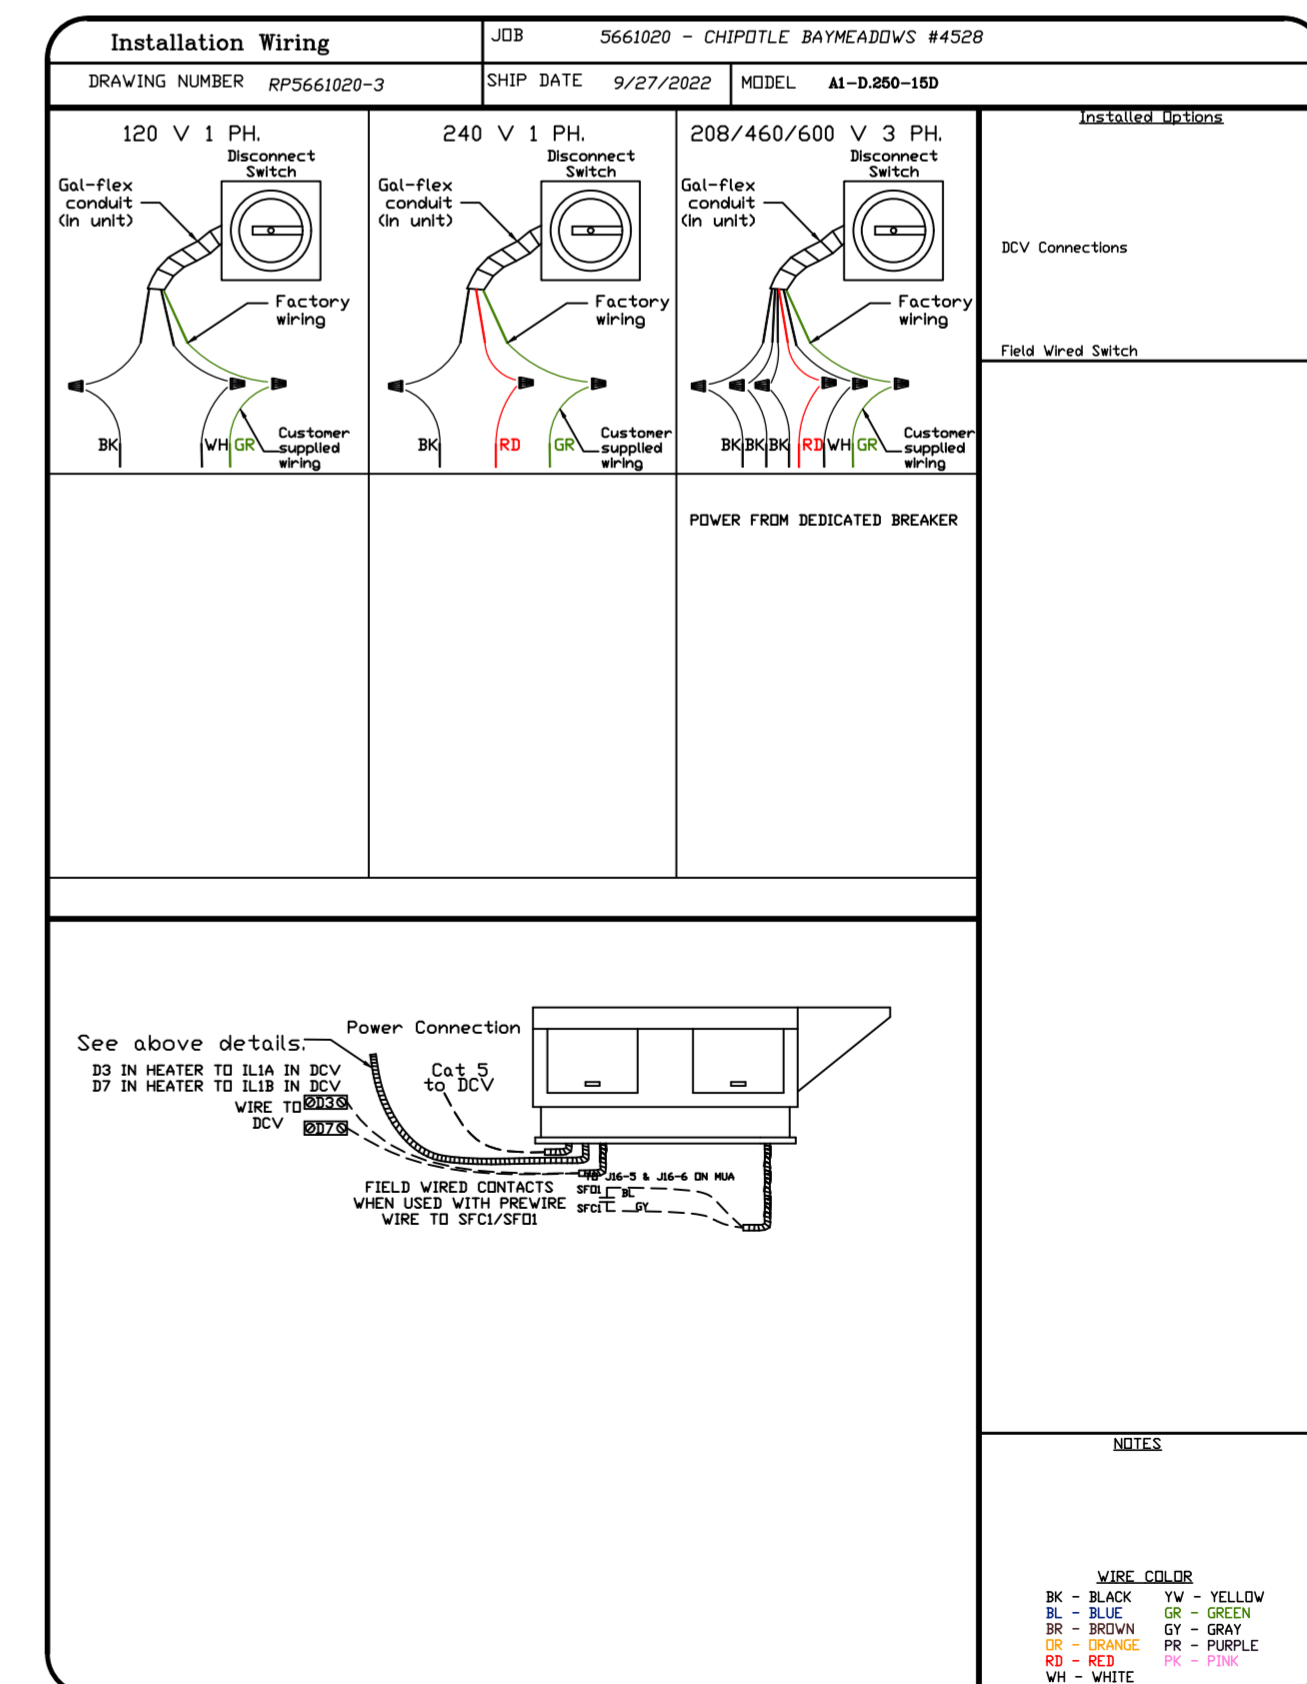 Installation Wiring
JOB 5661020 - CHIPOTLE BAYMEADOWS #4528
DRAWING NUMBER RP5661020-3
SHIP DATE 9/27/2022
MODEL A1-D.250-15D
120 V 1 PH.
Disconnect
Switch
Gal-flex
conduit
(in unit)
Factory
wiring
BK WH GR
Customer
supplied
wiring
240 V 1 PH.
Disconnect
Switch
Gal-flex
conduit
(in unit)
Factory
wiring
BK RD GR
Customer
supplied
wiring
208/460/600 V 3 PH.
Disconnect
Switch
Gal-flex
conduit
(in unit)
Factory
wiring
BK BK BK RD WH GR
Customer
supplied
wiring
POWER FROM DEDICATED BREAKER
Installed Options
DCV Connections
Field Wired Switch
Power Connection
See above details.
D3 IN HEATER TO IL1A IN DCV
D7 IN HEATER TO IL1B IN DCV
WIRE TO
DCV
D3
D7
Cat 5
to DCV
TO J16-5 & J16-6 ON MUA
FIELD WIRED CONTACTS
WHEN USED WITH PREWIRE
WIRE TO SFC1/SFO1
SFO1 BL
SFC1 GY
NOTES
WIRE COLOR
BK - BLACK YW - YELLOW
BL - BLUE GR - GREEN
BR - BROWN GY - GRAY
OR - ORANGE PR - PURPLE
RD - RED PK - PINK
WH - WHITE